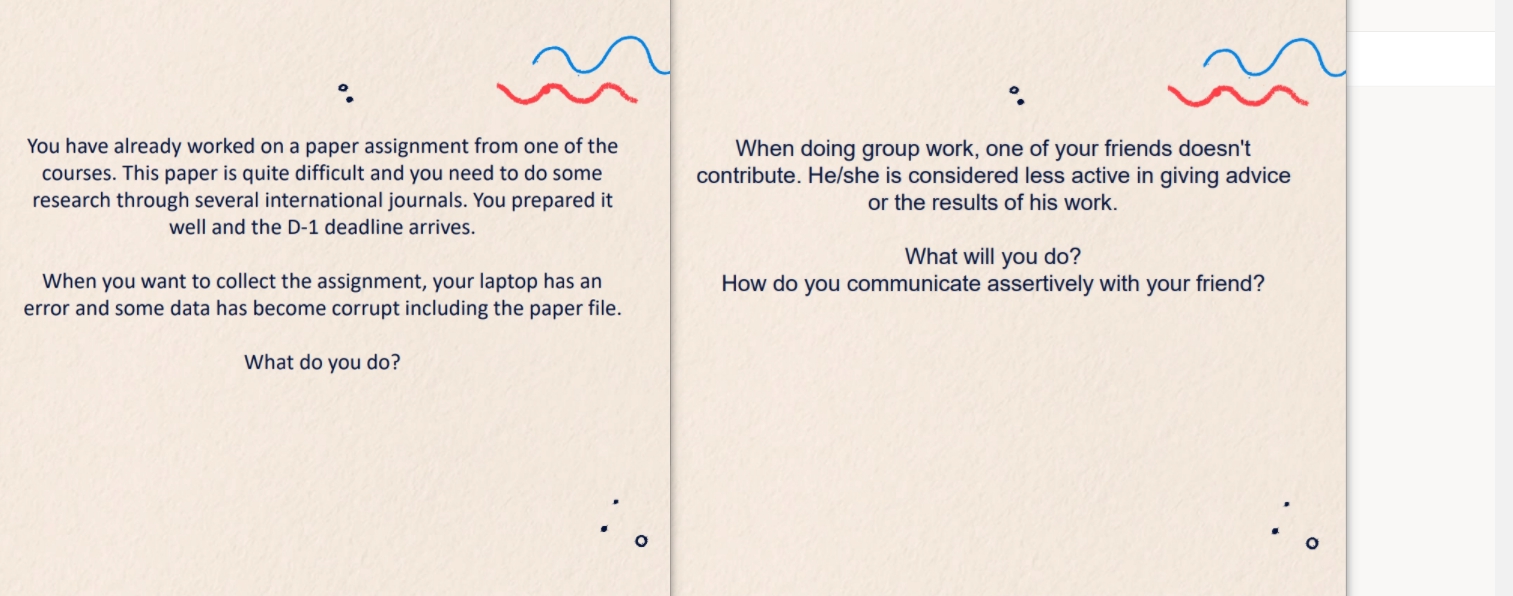 You have already worked on a paper assignment from one of the
courses. This paper is quite difficult and you need to do some
research through several international journals. You prepared it
well and the D-1 deadline arrives.
When you want to collect the assignment, your laptop has an
error and some data has become corrupt including the paper file.
What do you do?
When doing group work, one of your friends doesn't
contribute. He/she is considered less active in giving advice
or the results of his work.
What will you do?
How do you communicate assertively with your friend?